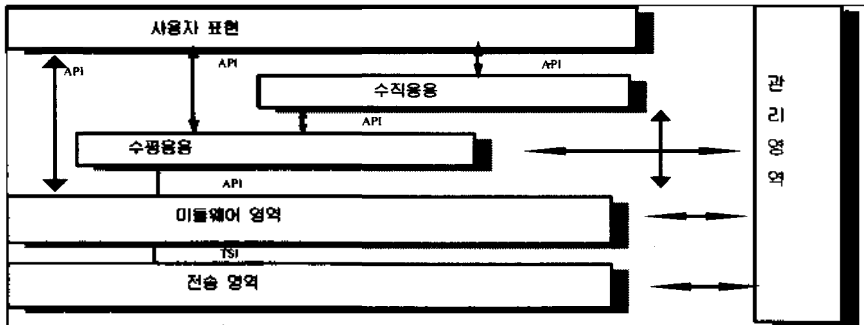 사용자 표현
API
API
API
수직응용
API
수평응용
API
미들웨어 영역
TSI
전송 영역
관
리
영
역